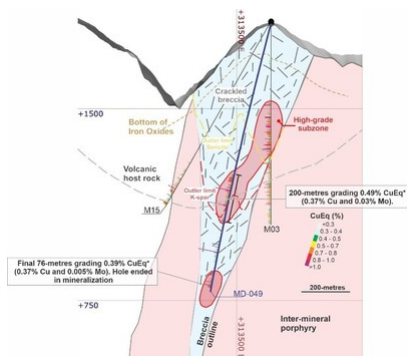 +313500 E
Crackled
breccia
+1500
Bottom of
Iron Oxides
High-grade
subzone
Volcanic
host rock
Outer limit
K-spar
200-metres grading 0.49% CuEq*
(0.37% Cu and 0.03% Mo).
M15
M03
CuEq (%)
<0.3
0.3 - 0.4
0.4 - 0.5
0.5 - 0.7
0.7 - 0.8
0.8 - 1.0
>1.0
Final 76-metres grading 0.39% CuEq*
(0.37% Cu and 0.005% Mo). Hole ended
in mineralization
200-metres
MD-049
+750
Breccia
outline
+313500 E
Inter-mineral
porphyry